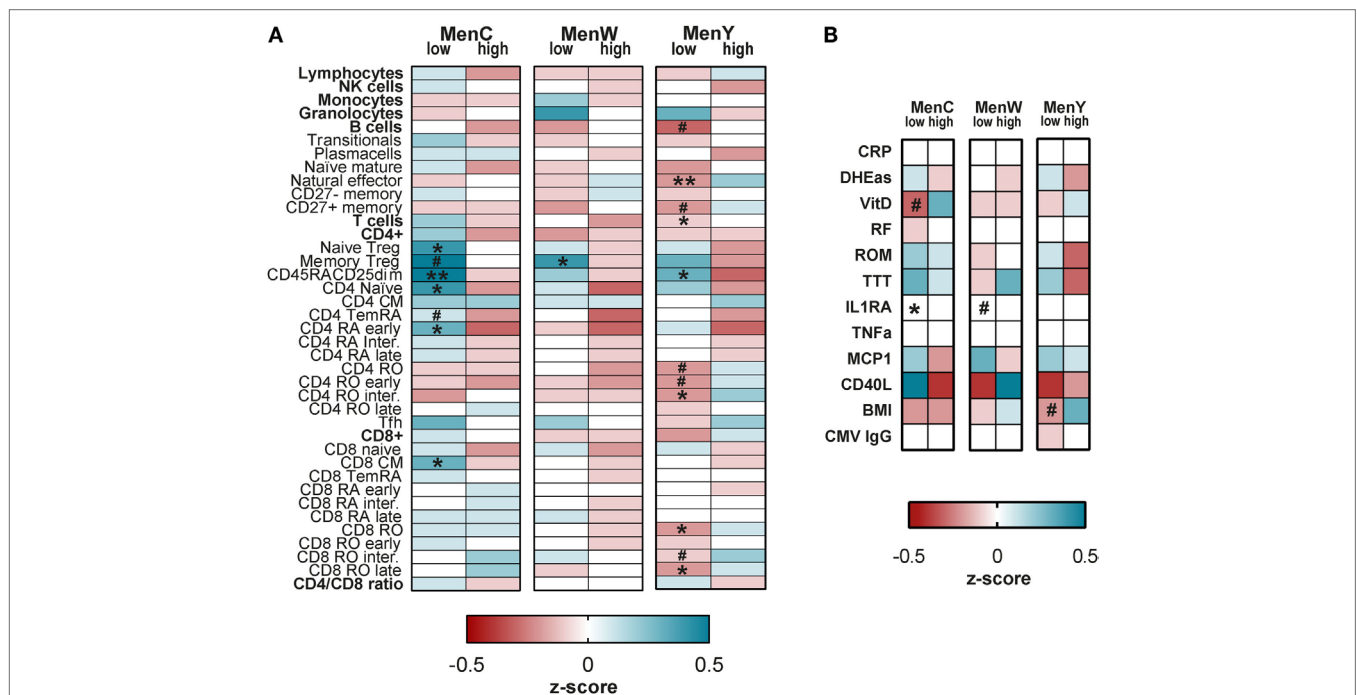 A
MenC MenW MenY
low high low high low high
Lymphocytes
NK cells
Monocytes
Granolocytes
B cells #
Transitionals
Plasmacells
Naïve mature
Natural effector **
CD27- memory
CD27+ memory #
T cells *
CD4+
Naive Treg *
Memory Treg # *
CD45RACD25dim ** *
CD4 Naïve *
CD4 CM
CD4 TemRA #
CD4 RA early *
CD4 RA Inter.
CD4 RA late
CD4 RO #
CD4 RO early #
CD4 RO inter. *
CD4 RO late
Tfh
CD8+
CD8 naive
CD8 CM *
CD8 TemRA
CD8 RA early
CD8 RA inter.
CD8 RA late
CD8 RO *
CD8 RO early
CD8 RO inter. #
CD8 RO late *
CD4/CD8 ratio
-0.5 0 0.5
z-score
B
MenC MenW MenY
low high low high low high
CRP
DHEas
VitD #
RF
ROM
TTT
IL1RA * #
TNFa
MCP1
CD40L
BMI #
CMV IgG
-0.5 0 0.5
z-score